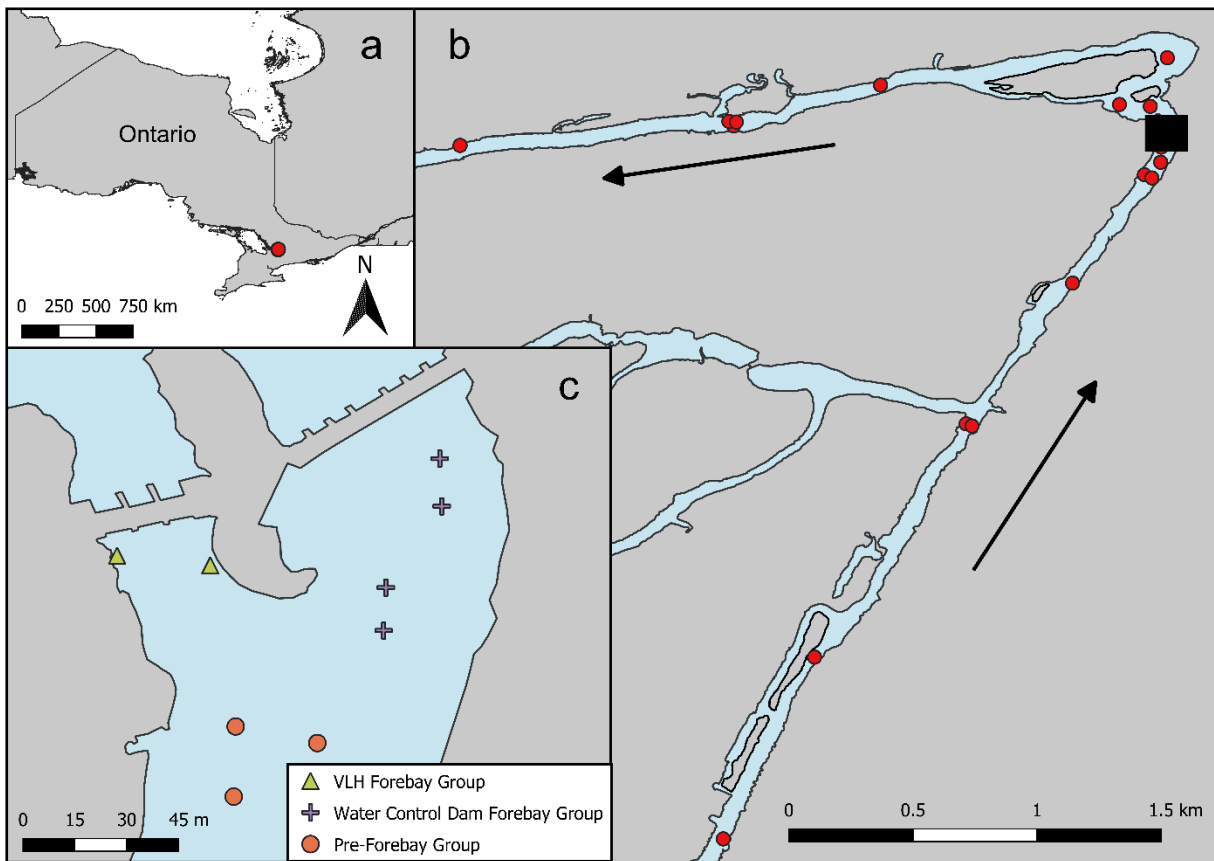 a
Ontario
N
0 250 500 750 km
b
c
VLH Forebay Group
Water Control Dam Forebay Group
Pre-Forebay Group
0 15 30 45 m
0 0.5 1 1.5 km